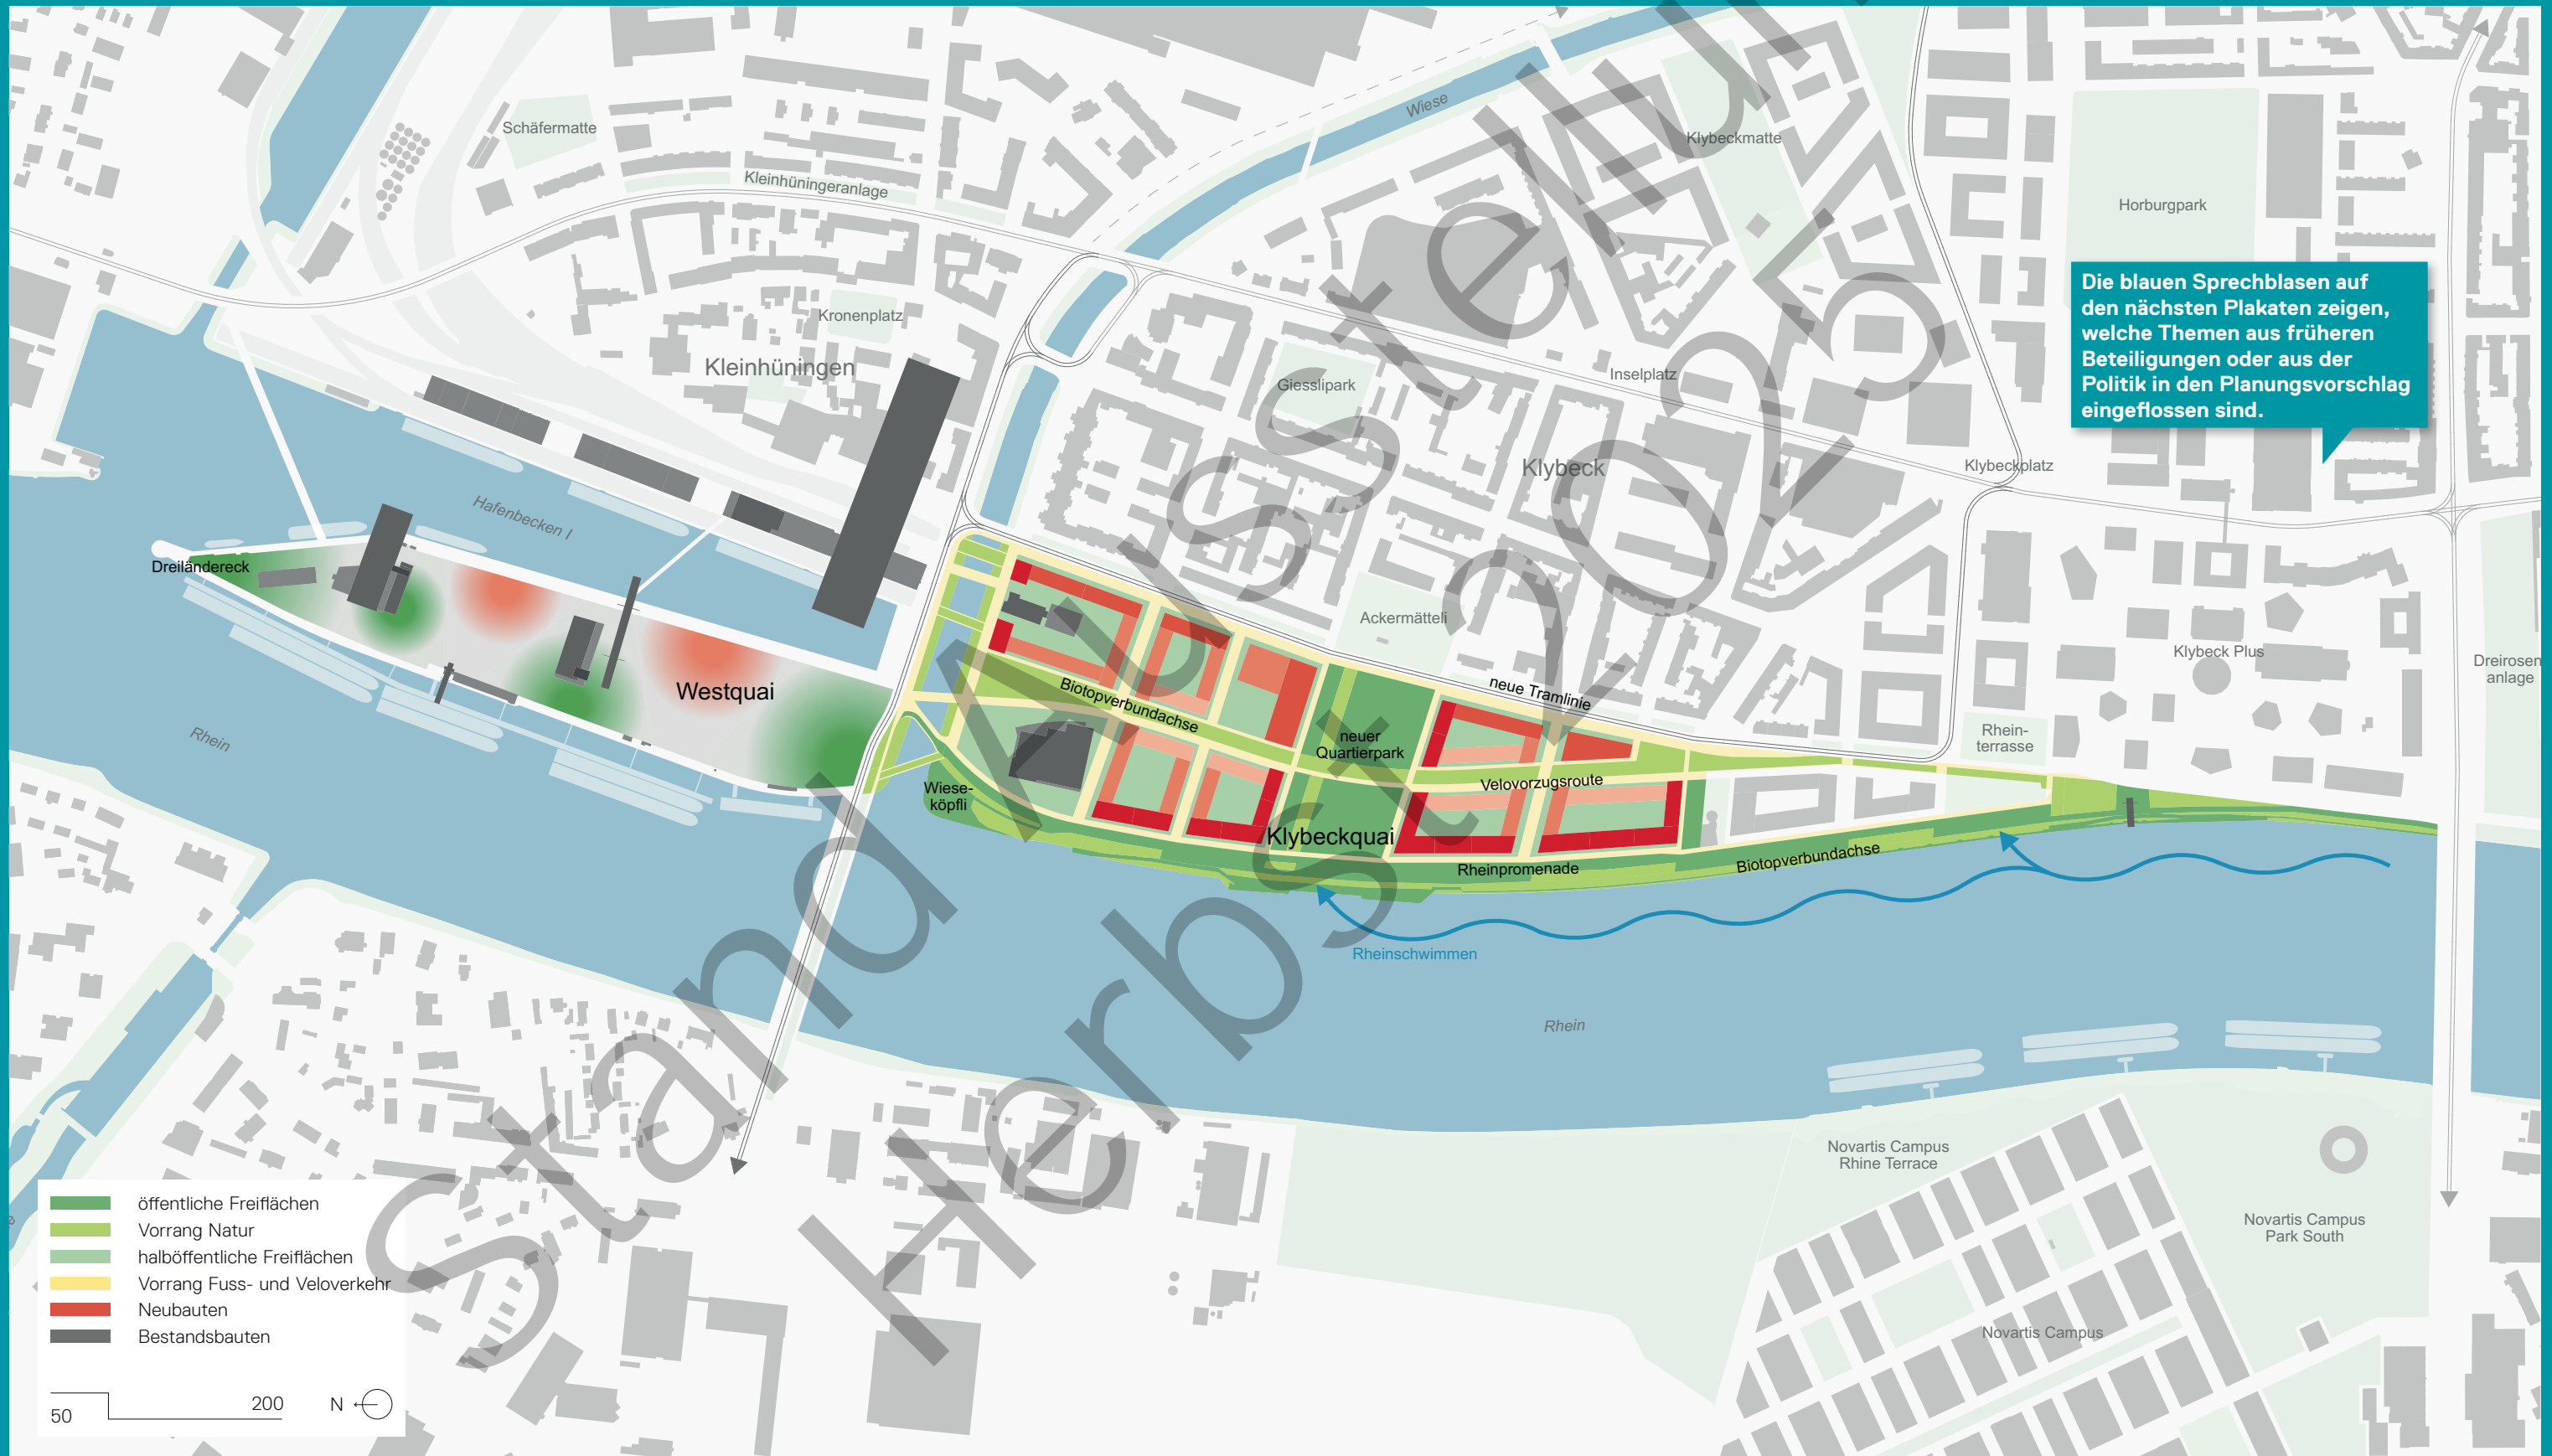 Wiese
Schäfermatte
Klybeckmatte
Kleinhüningeranlage
Horburgpark
Die blauen Sprechblasen auf
den nächsten Plakaten zeigen,
welche Themen aus früheren
Beteiligungen oder aus der
Politik in den Planungsvorschlag
eingeflossen sind.
Kronenplatz
Kleinhüningen
Giesslipark
Inselplatz
Klybeck
Klybeckplatz
Hafenbecken I
Dreiländereck
Ackermätteli
Klybeck Plus
Dreirosen
anlage
Westquai
Biotopverbundachse
neue Tramlinie
Rhein
neuer
Quartierpark
Rhein-
terrasse
Velovorzugsroute
Wiese-
köpfli
Klybeckquai
Rheinpromenade
Biotopverbundachse
Rheinschwimmen
Rhein
Novartis Campus
Rhine Terrace
Novartis Campus
Park South
Novartis Campus
Stand Kusstellung
Herbst 2025
öffentliche Freiflächen
Vorrang Natur
halböffentliche Freiflächen
Vorrang Fuss- und Veloverkehr
Neubauten
Bestandsbauten
50
200
N